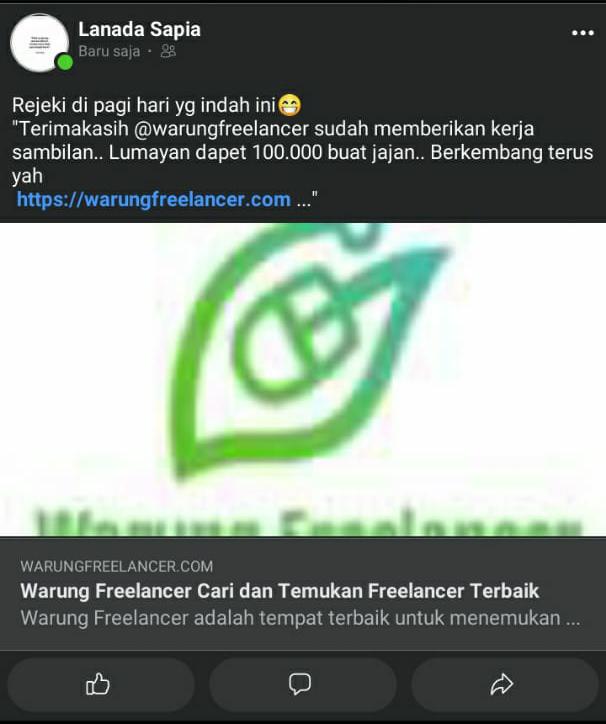 Lanada Sapia
Baru saja ·
Rejeki di pagi hari yg indah ini😁
"Terimakasih @warungfreelancer sudah memberikan kerja
sambilan.. Lumayan dapet 100.000 buat jajan.. Berkembang terus
yah
https://warungfreelancer.com ..."
Warung Freelancer
WARUNGFREELANCER.COM
Warung Freelancer Cari dan Temukan Freelancer Terbaik
Warung Freelancer adalah tempat terbaik untuk menemukan ...